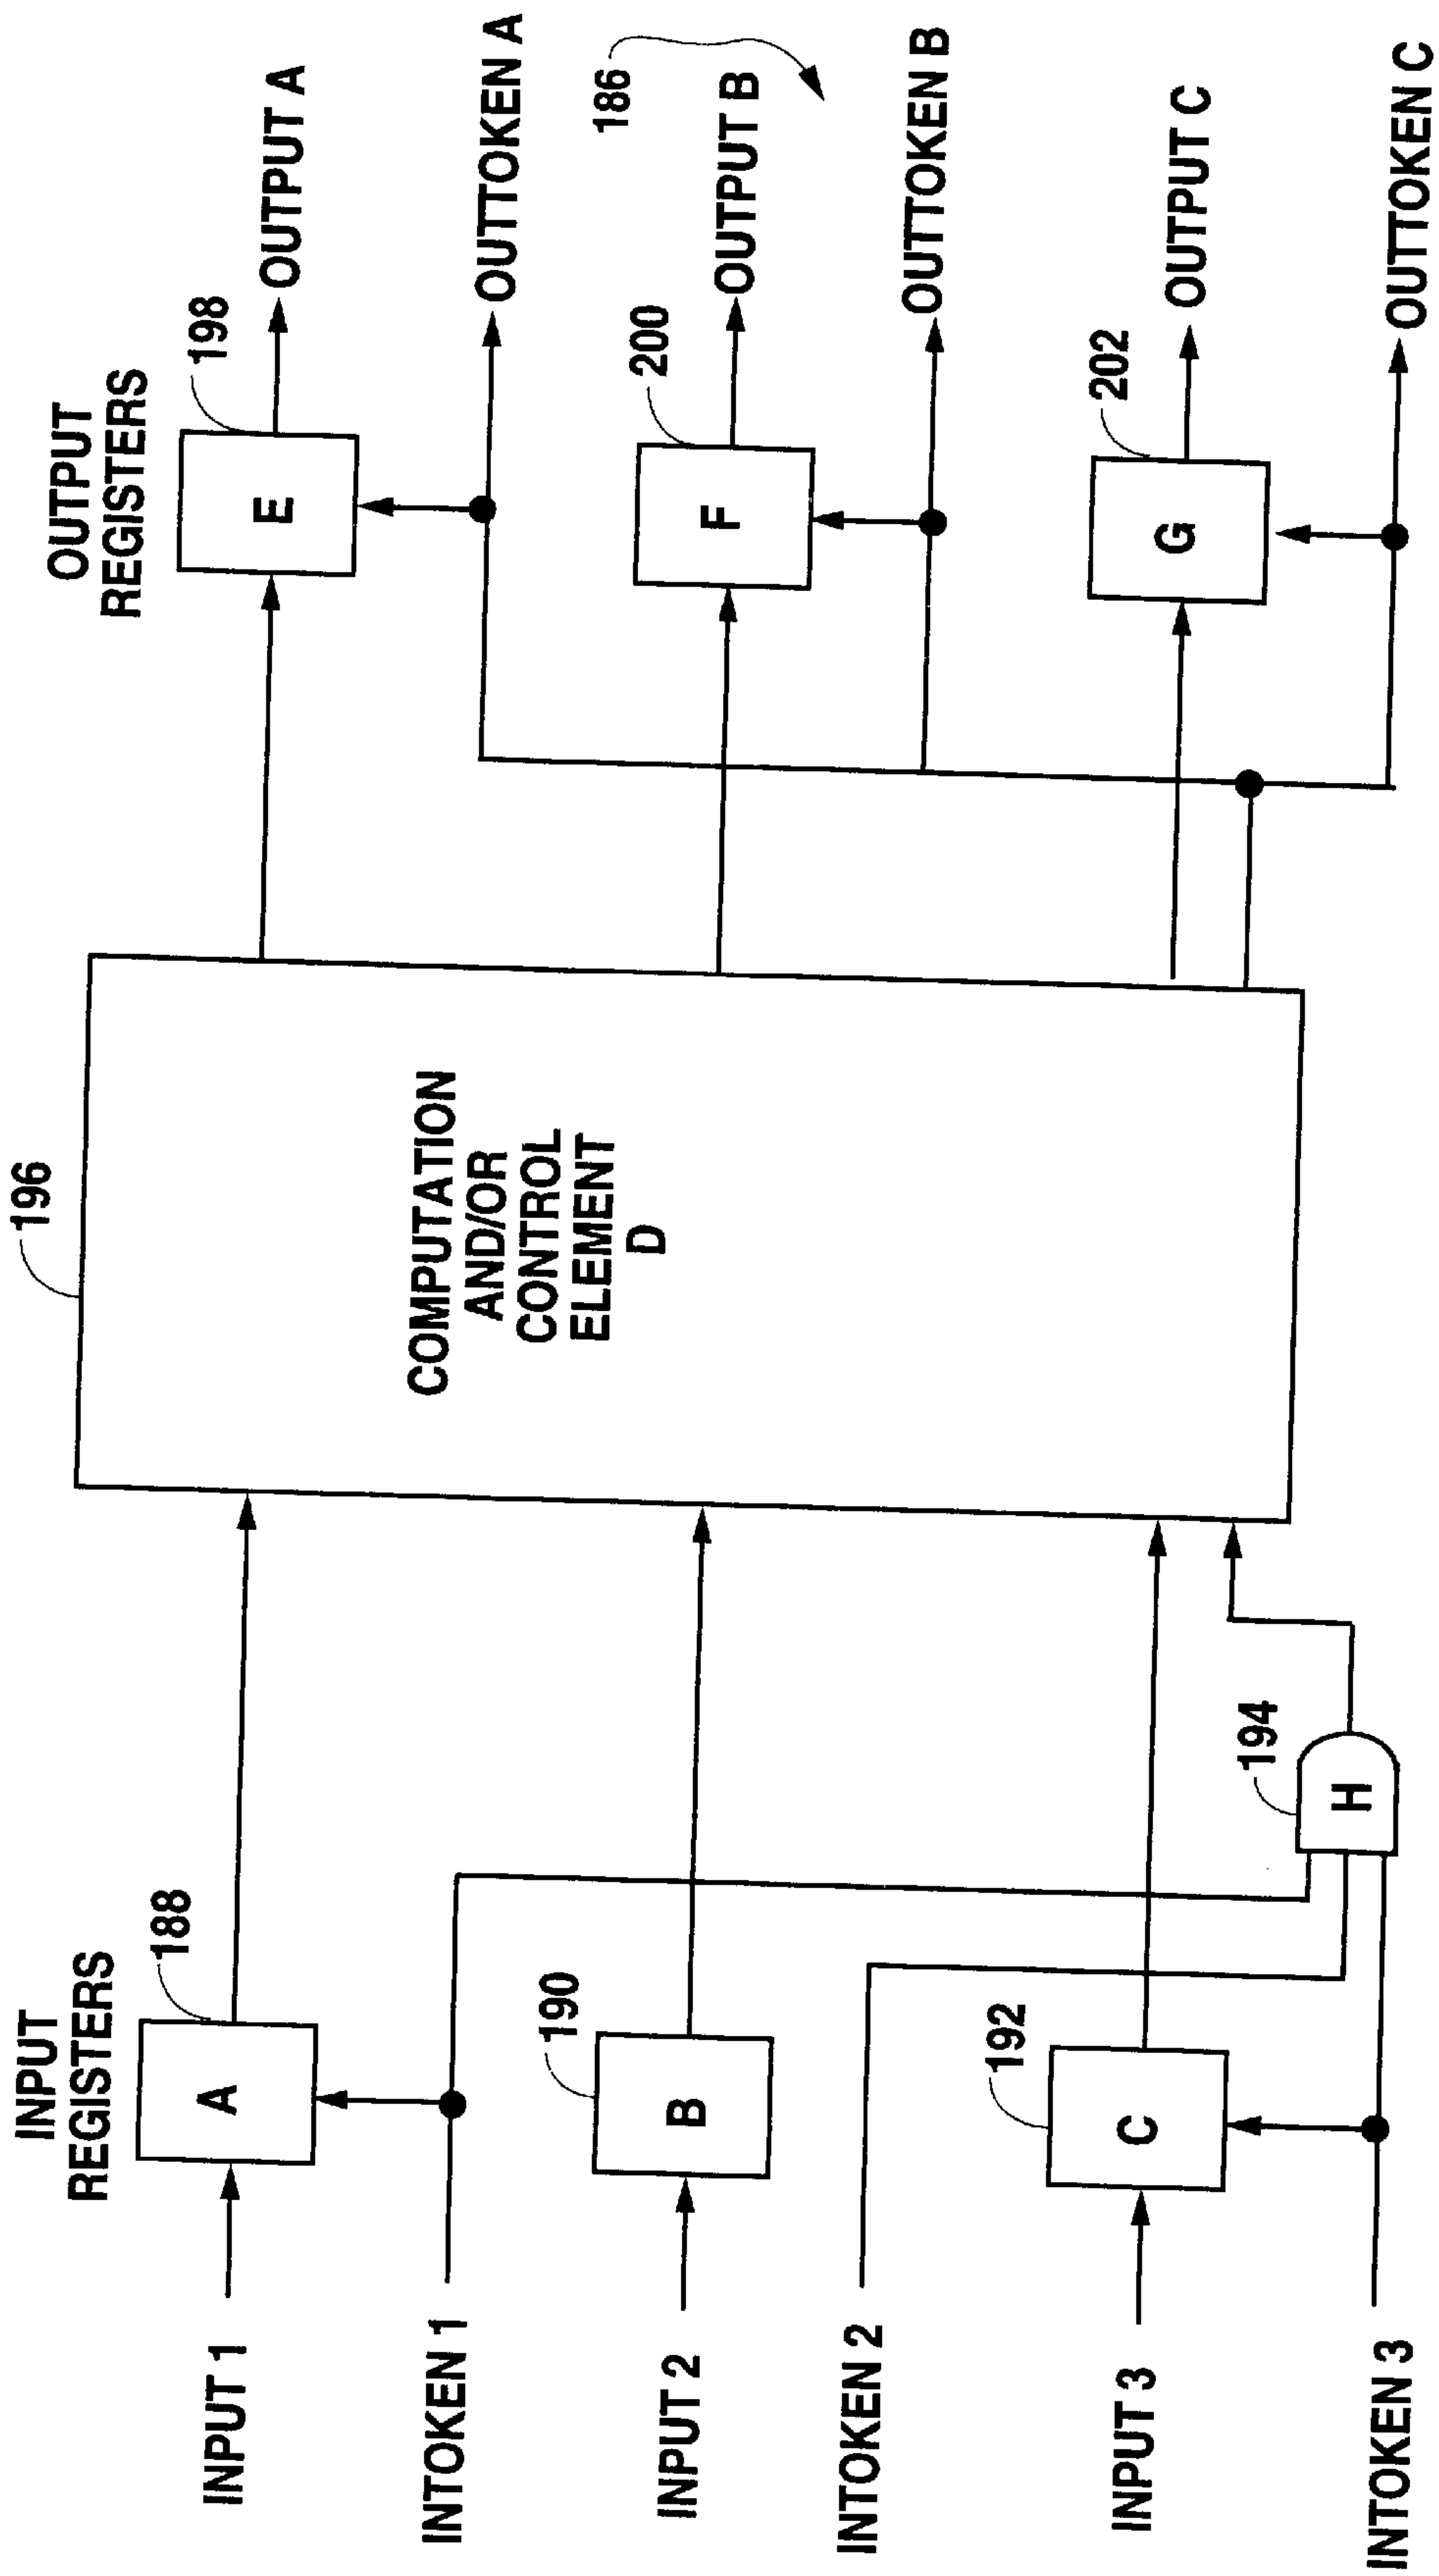 INPUT
REGISTERS
OUTPUT
REGISTERS
INPUT 1
A
188
INTOKEN 1
INPUT 2
B
190
INTOKEN 2
INPUT 3
C
192
INTOKEN 3
H
194
196
COMPUTATION
AND/OR
CONTROL
ELEMENT
D
E
198
OUTPUT A
OUTTOKEN A
F
200
OUTPUT B
186
OUTTOKEN B
G
202
OUTPUT C
OUTTOKEN C